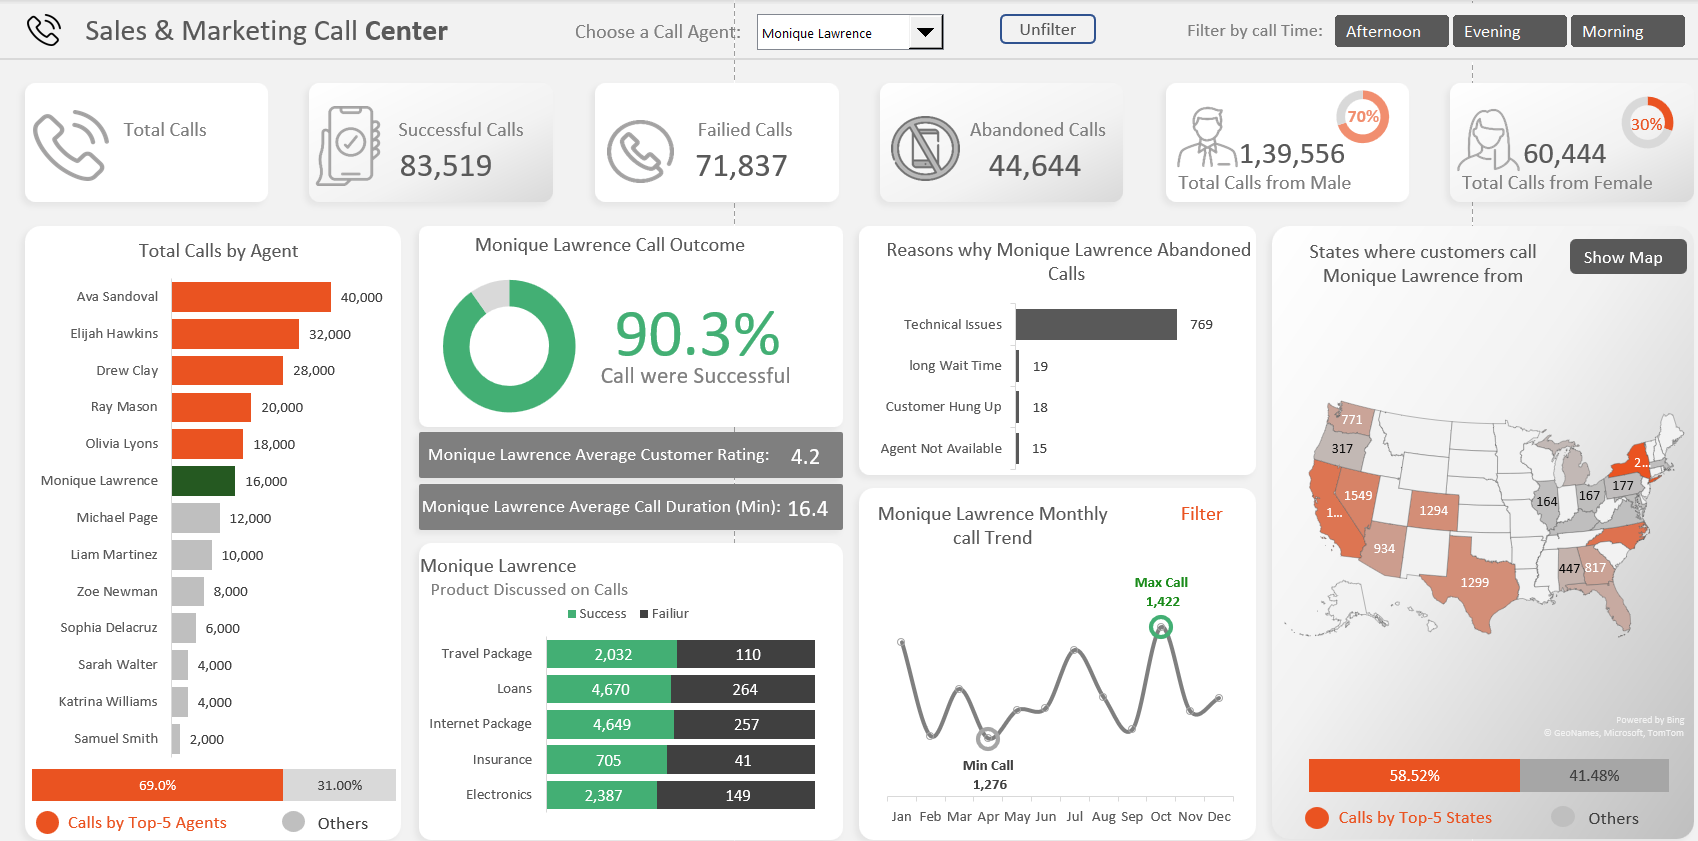 Sales & Marketing Call Center
Choose a Call Agent:
Monique Lawrence
Unfilter
Filter by call Time:
Afternoon
Evening
Morning
Total Calls
Successful Calls
83,519
Failied Calls
71,837
Abandoned Calls
44,644
70%
1,39,556
Total Calls from Male
30%
60,444
Total Calls from Female
Total Calls by Agent
Ava Sandoval 40,000
Elijah Hawkins 32,000
Drew Clay 28,000
Ray Mason 20,000
Olivia Lyons 18,000
Monique Lawrence 16,000
Michael Page 12,000
Liam Martinez 10,000
Zoe Newman 8,000
Sophia Delacruz 6,000
Sarah Walter 4,000
Katrina Williams 4,000
Samuel Smith 2,000
69.0% 31.00%
Calls by Top-5 Agents Others
Monique Lawrence Call Outcome
90.3%
Call were Successful
Monique Lawrence Average Customer Rating: 4.2
Monique Lawrence Average Call Duration (Min): 16.4
Monique Lawrence
Product Discussed on Calls
Success Failiur
Travel Package 2,032 110
Loans 4,670 264
Internet Package 4,649 257
Insurance 705 41
Electronics 2,387 149
Reasons why Monique Lawrence Abandoned
Calls
Technical Issues 769
long Wait Time 19
Customer Hung Up 18
Agent Not Available 15
Monique Lawrence Monthly
call Trend
Filter
Max Call
1,422
Min Call
1,276
Jan Feb Mar Apr May Jun Jul Aug Sep Oct Nov Dec
States where customers call
Monique Lawrence from
Show Map
771
317
2...
177
1549
164
167
1...
1294
934
447
817
1299
Powered by Bing
© GeoNames, Microsoft, TomTom
58.52% 41.48%
Calls by Top-5 States Others